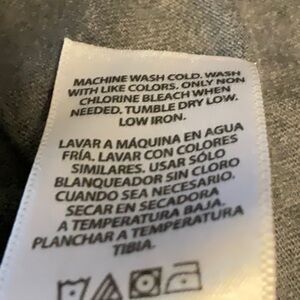 MACHINE WASH COLD. WASH
WITH LIKE COLORS. ONLY NON
CHLORINE BLEACH WHEN
NEEDED. TUMBLE DRY LOW.
LOW IRON.
LAVAR A MÁQUINA EN AGUA
FRÍA. LAVAR CON COLORES
SIMILARES. USAR SÓLO
BLANQUEADOR SIN CLORO
CUANDO SEA NECESARIO.
SECAR EN SECADORA
A TEMPERATURA BAJA.
PLANCHAR A TEMPERATURA
TIBIA.